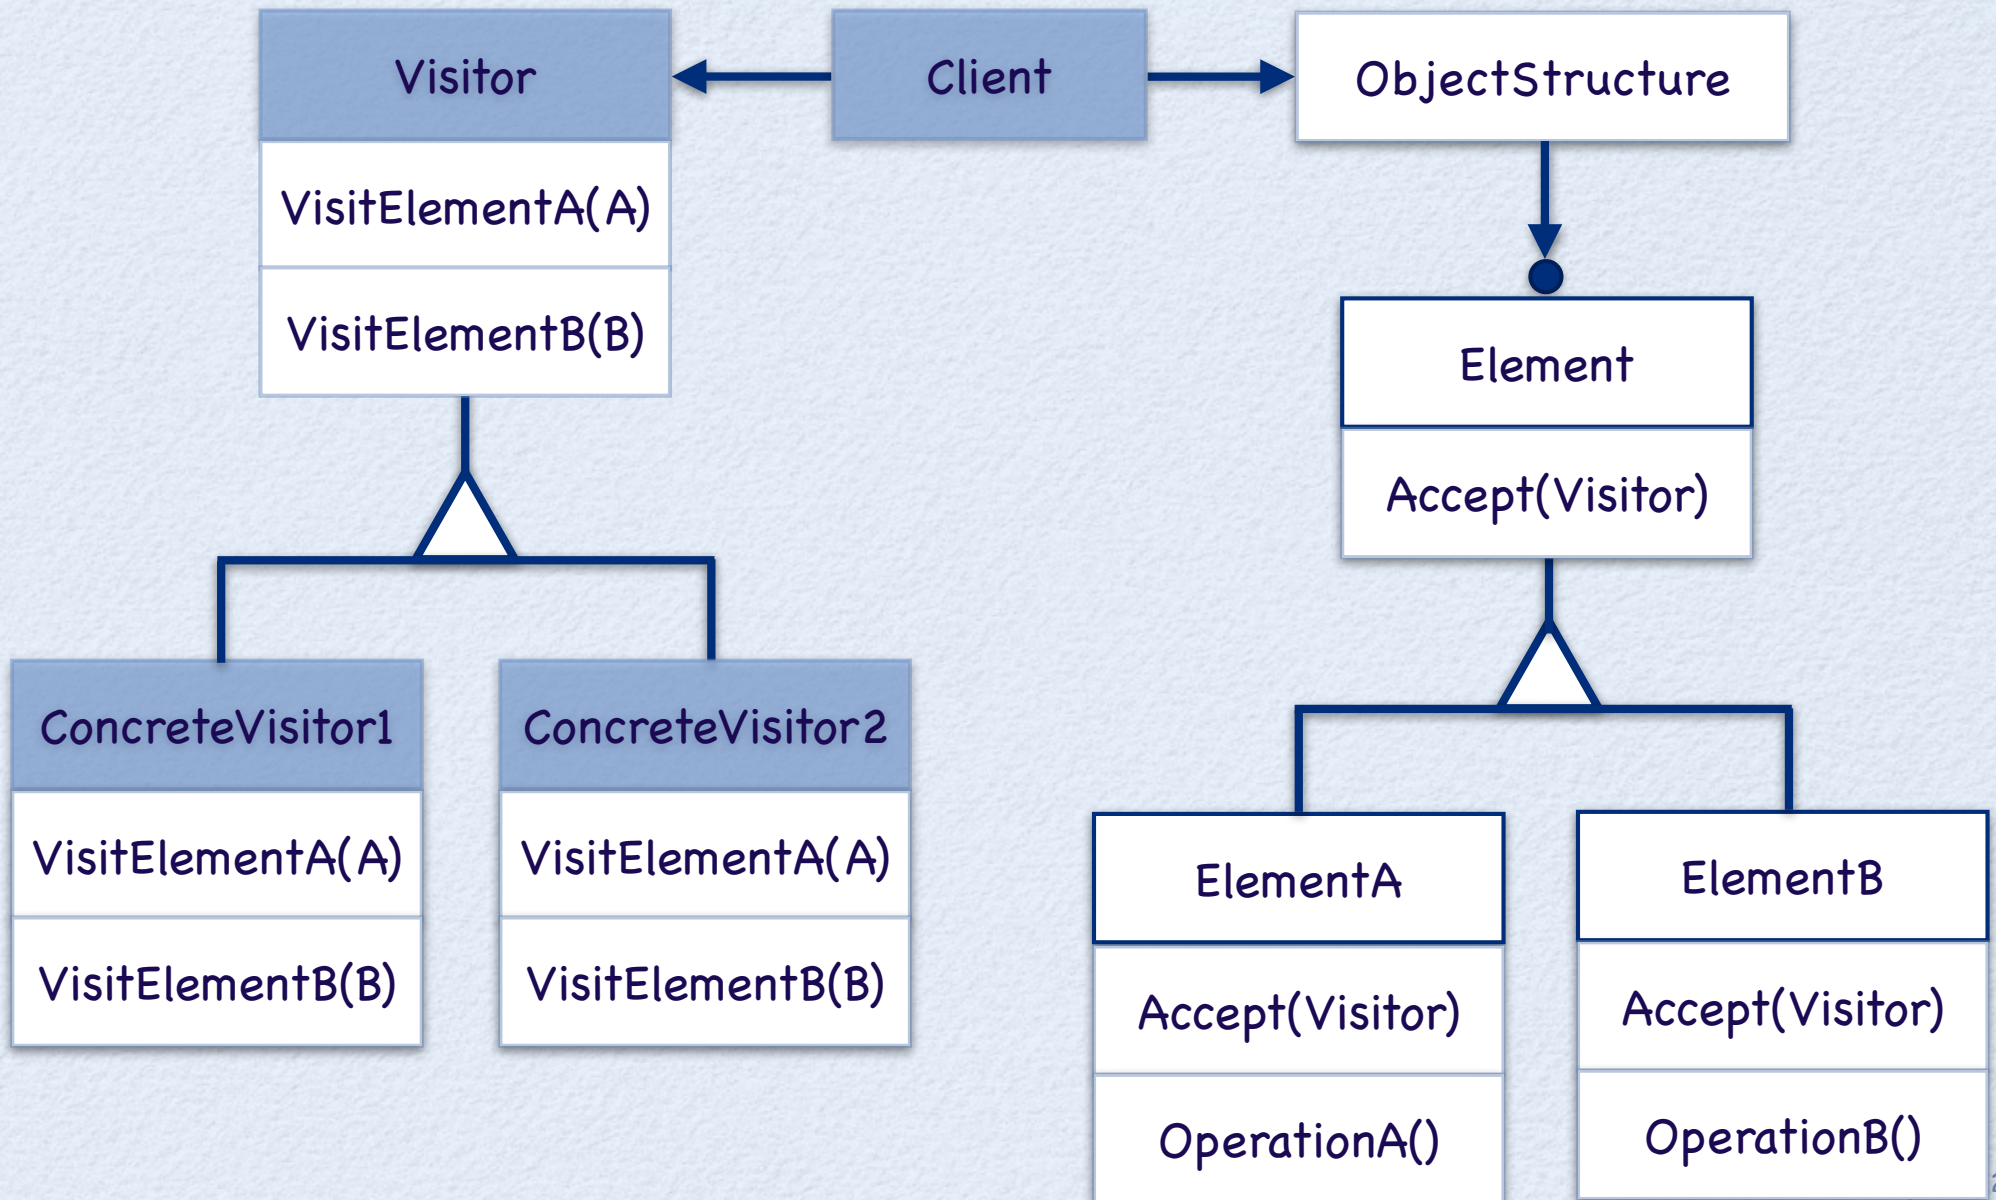 Visitor
VisitElementA(A)
VisitElementB(B)
Client
ObjectStructure
Element
Accept(Visitor)
ConcreteVisitor1
VisitElementA(A)
VisitElementB(B)
ConcreteVisitor2
VisitElementA(A)
VisitElementB(B)
ElementA
Accept(Visitor)
OperationA()
ElementB
Accept(Visitor)
OperationB()